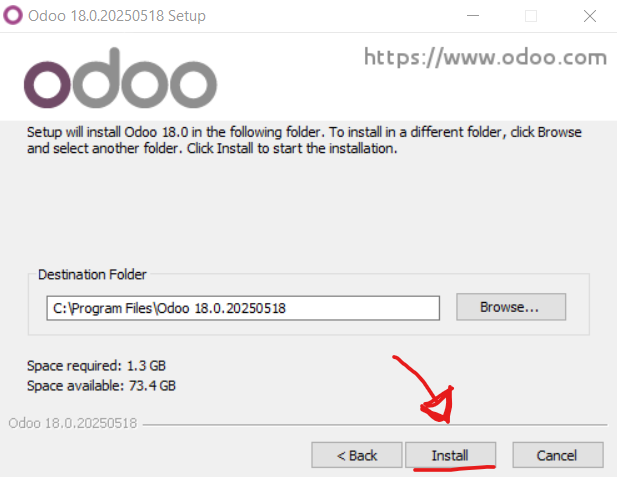 Odoo 18.0.20250518 Setup
odoo
https://www.odoo.com
Setup will install Odoo 18.0 in the following folder. To install in a different folder, click Browse
and select another folder. Click Install to start the installation.
Destination Folder
C:\Program Files\Odoo 18.0.20250518
Browse...
Space required: 1.3 GB
Space available: 73.4 GB
Odoo 18.0.20250518
< Back
Install
Cancel